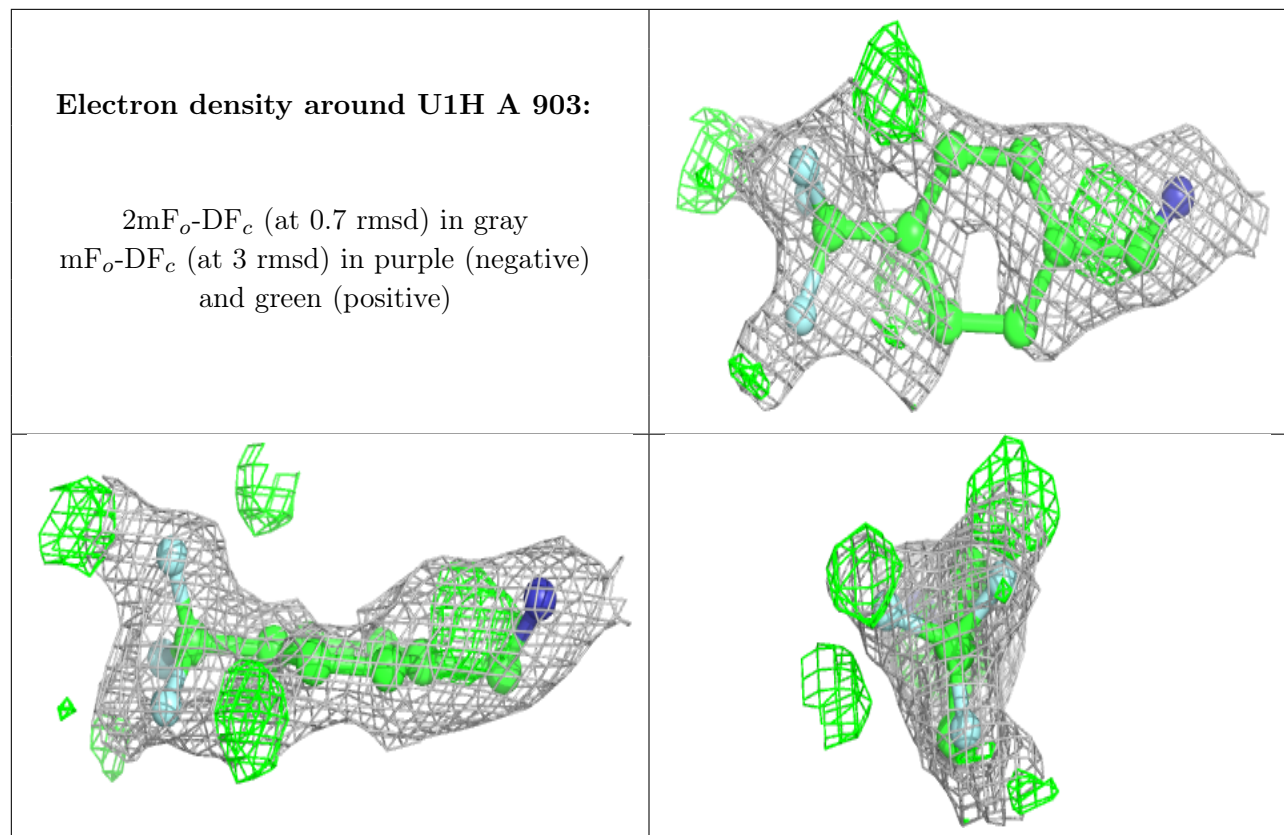 Electron density around U1H A 903:
2mFo-DFc (at 0.7 rmsd) in gray
mFo-DFc (at 3 rmsd) in purple (negative)
and green (positive)